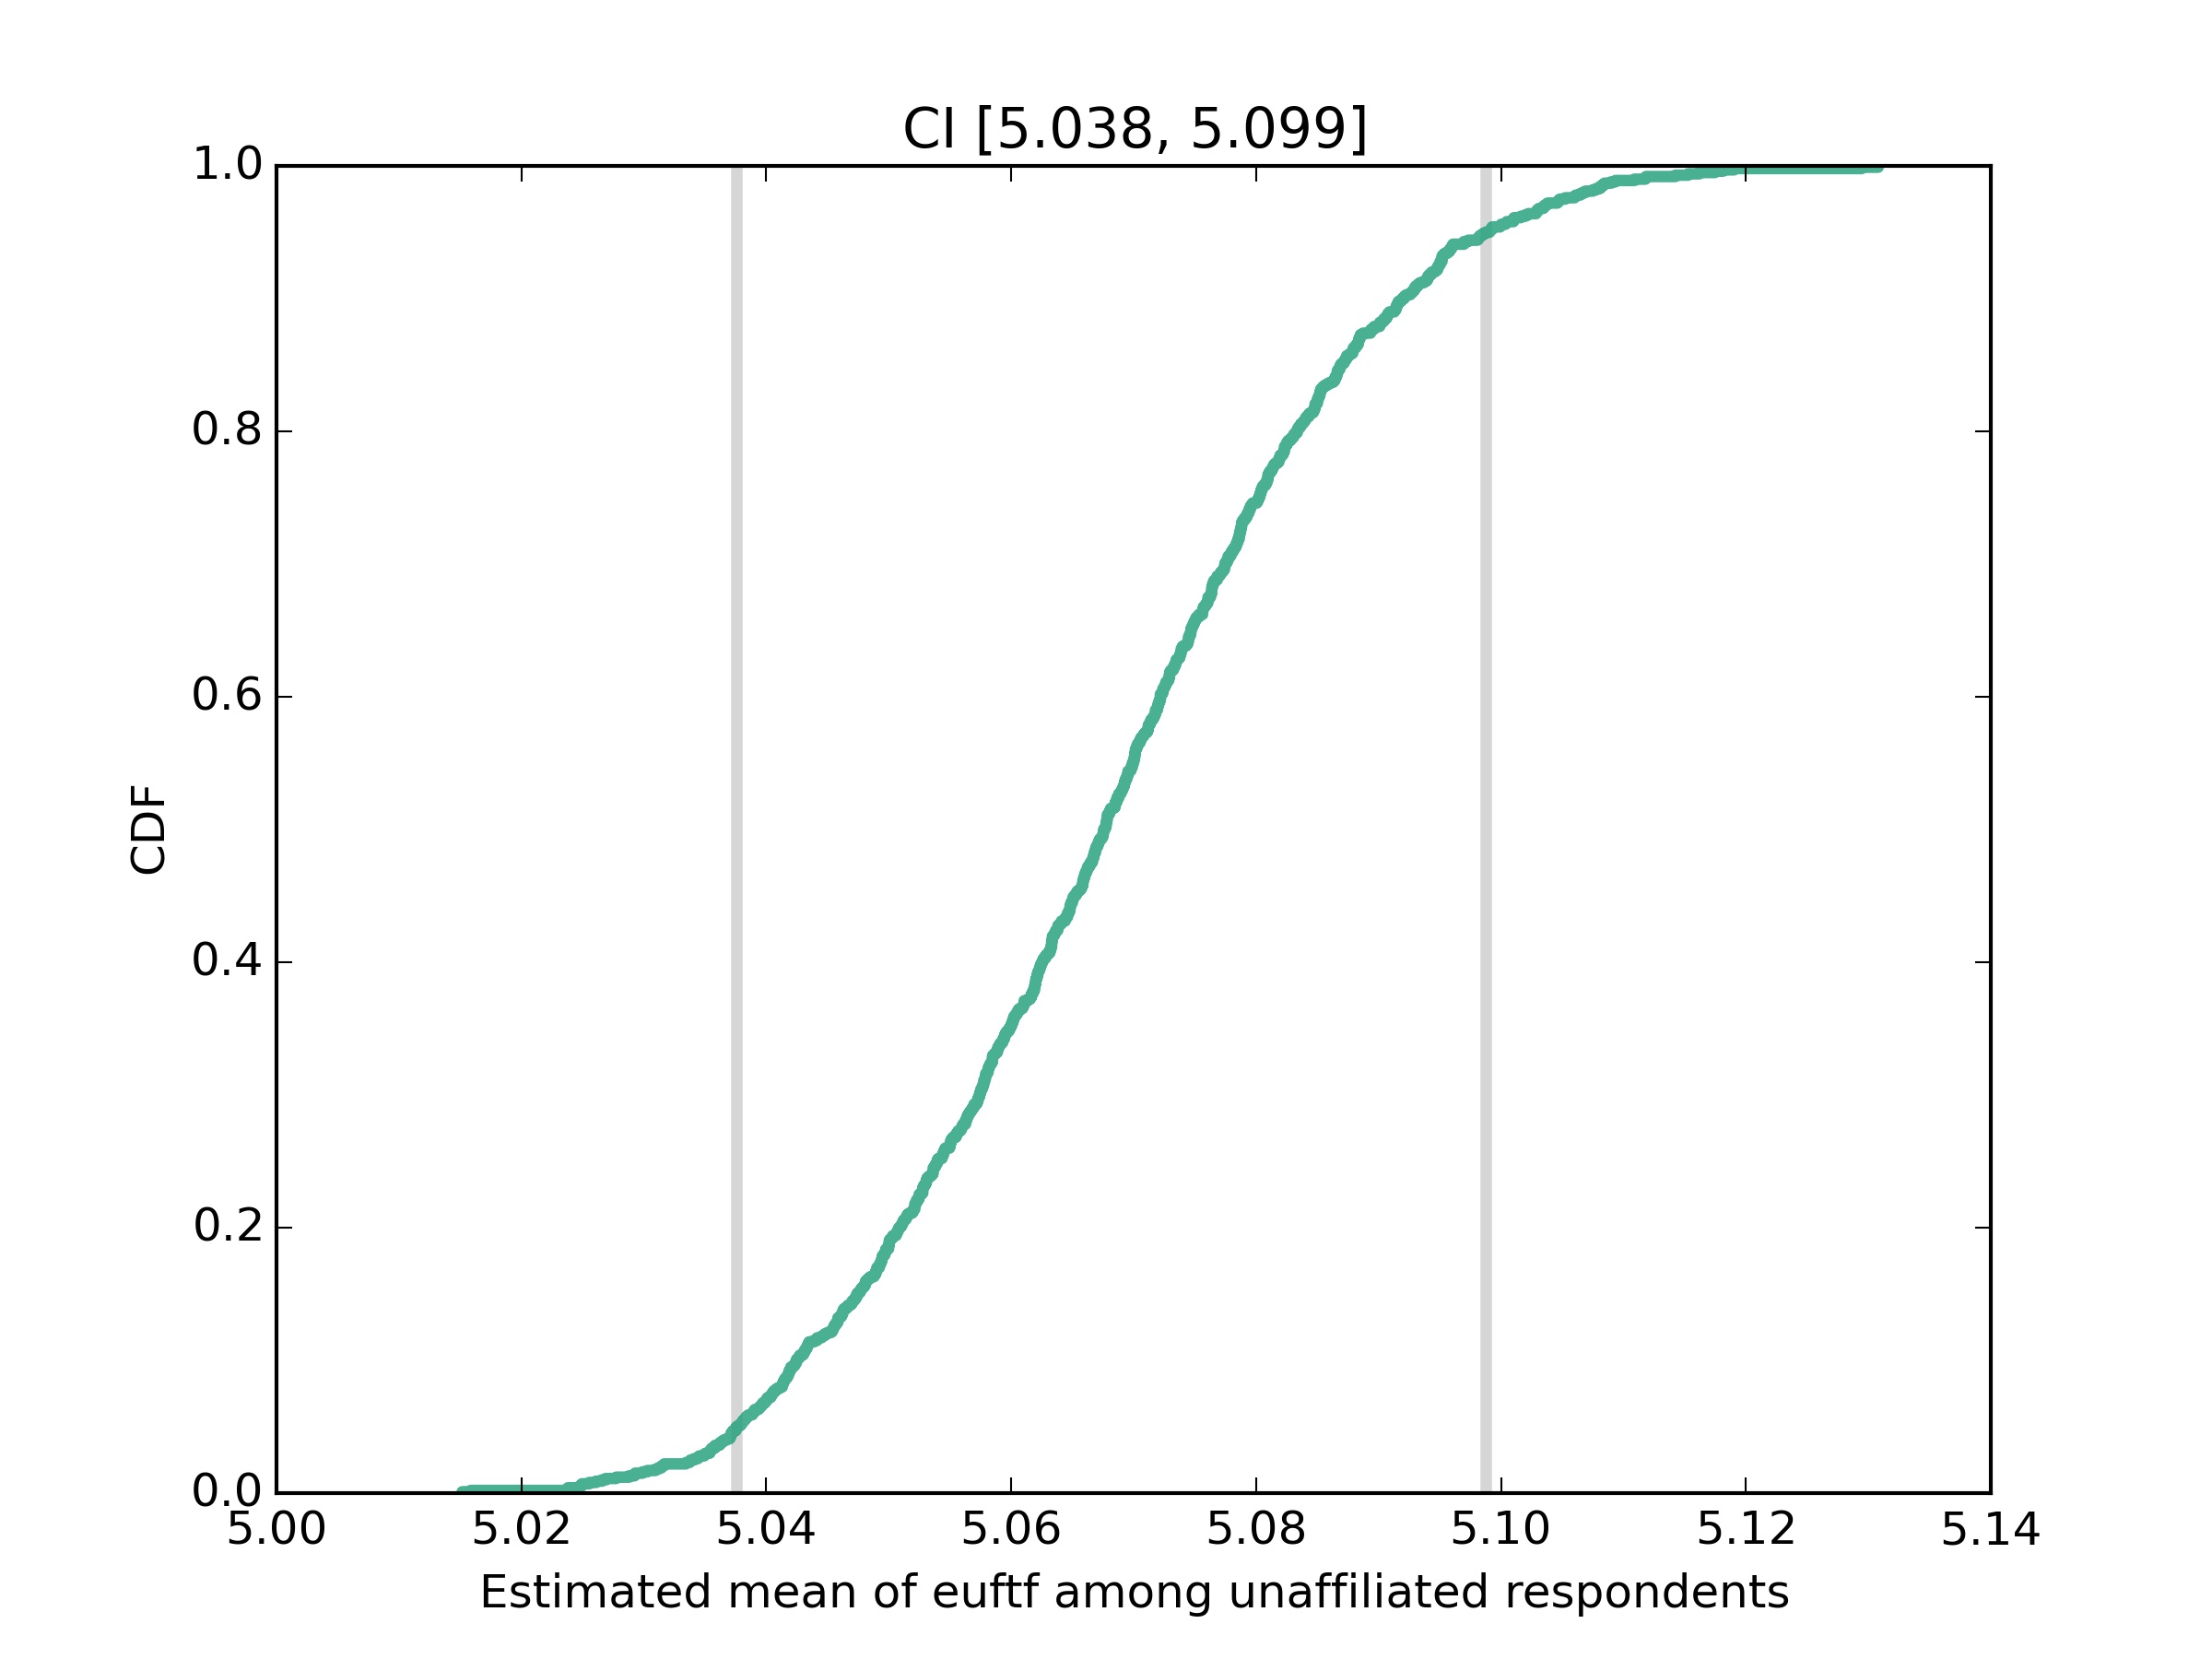 CI [5.038, 5.099]
1.0
0.8
0.6
0.4
0.2
0.0
CDF
5.00 5.02 5.04 5.06 5.08 5.10 5.12 5.14
Estimated mean of euftf among unaffiliated respondents